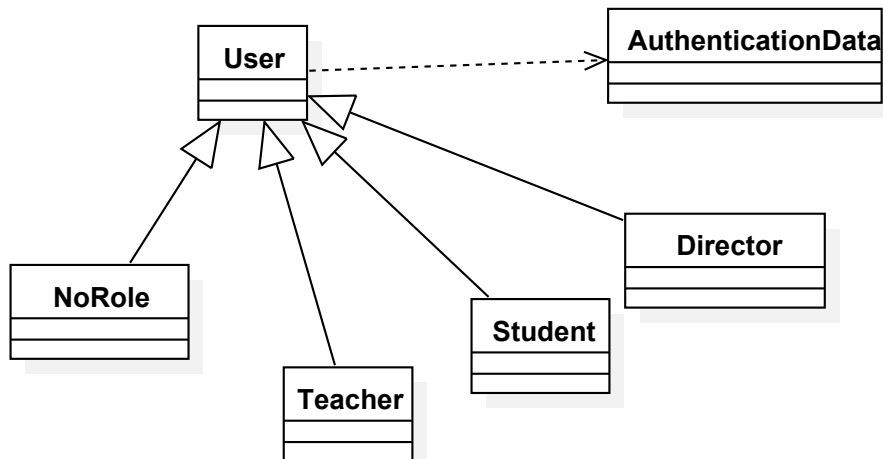 User
AuthenticationData
Director
NoRole
Student
Teacher